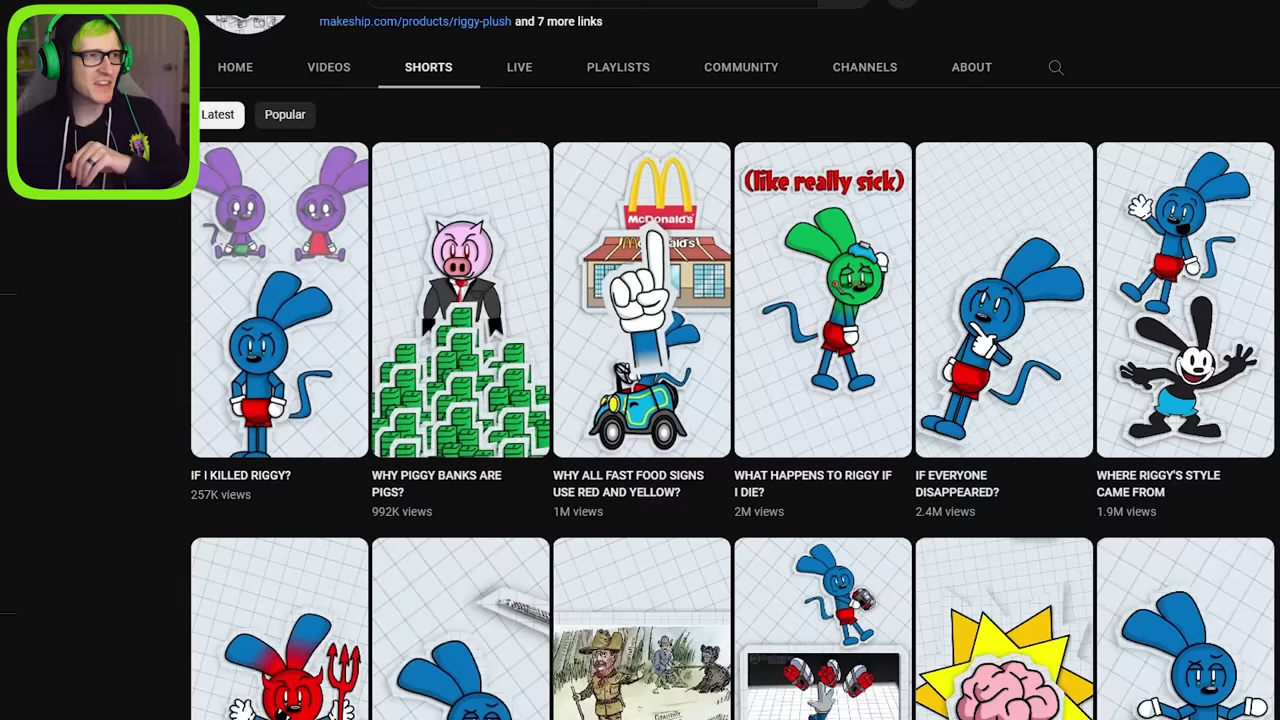 makeship.com/products/riggy-plush and 7 more links
HOME VIDEOS SHORTS LIVE PLAYLISTS COMMUNITY CHANNELS ABOUT
Latest Popular
McDonald's
(like really sick)
IF I KILLED RIGGY?
257K views
WHY PIGGY BANKS ARE
PIGS?
992K views
WHY ALL FAST FOOD SIGNS
USE RED AND YELLOW?
1M views
WHAT HAPPENS TO RIGGY IF
I DIE?
2M views
IF EVERYONE
DISAPPEARED?
2.4M views
WHERE RIGGY'S STYLE
CAME FROM
1.9M views